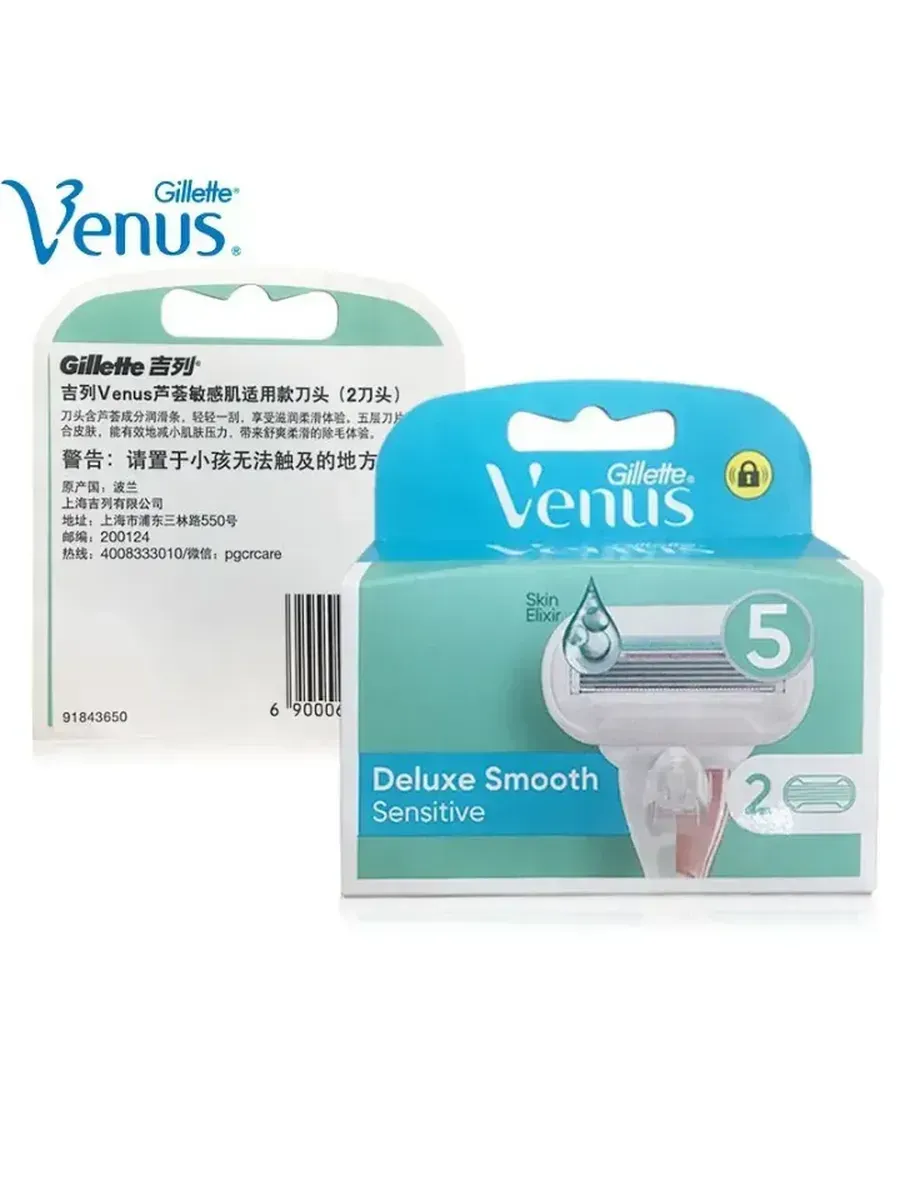 Gillette®
Venus®
Gillette 吉列®
吉列Venus芦荟敏感肌适用款刀头（2刀头）
刀头含芦荟成分润滑条，轻轻一刮，享受滋润柔滑体验。五层刀片
合皮肤，能有效地减小肌肤压力，带来舒爽柔滑的除毛体验。
警告：请置于小孩无法触及的地方
原产国：波兰
上海吉列有限公司
地址：上海市浦东三林路550号
邮编：200124
热线：4008333010/微信：pgcrcare
91843650
6 90006
Gillette®
Venus
Skin
Elixir
5
Deluxe Smooth
Sensitive
2